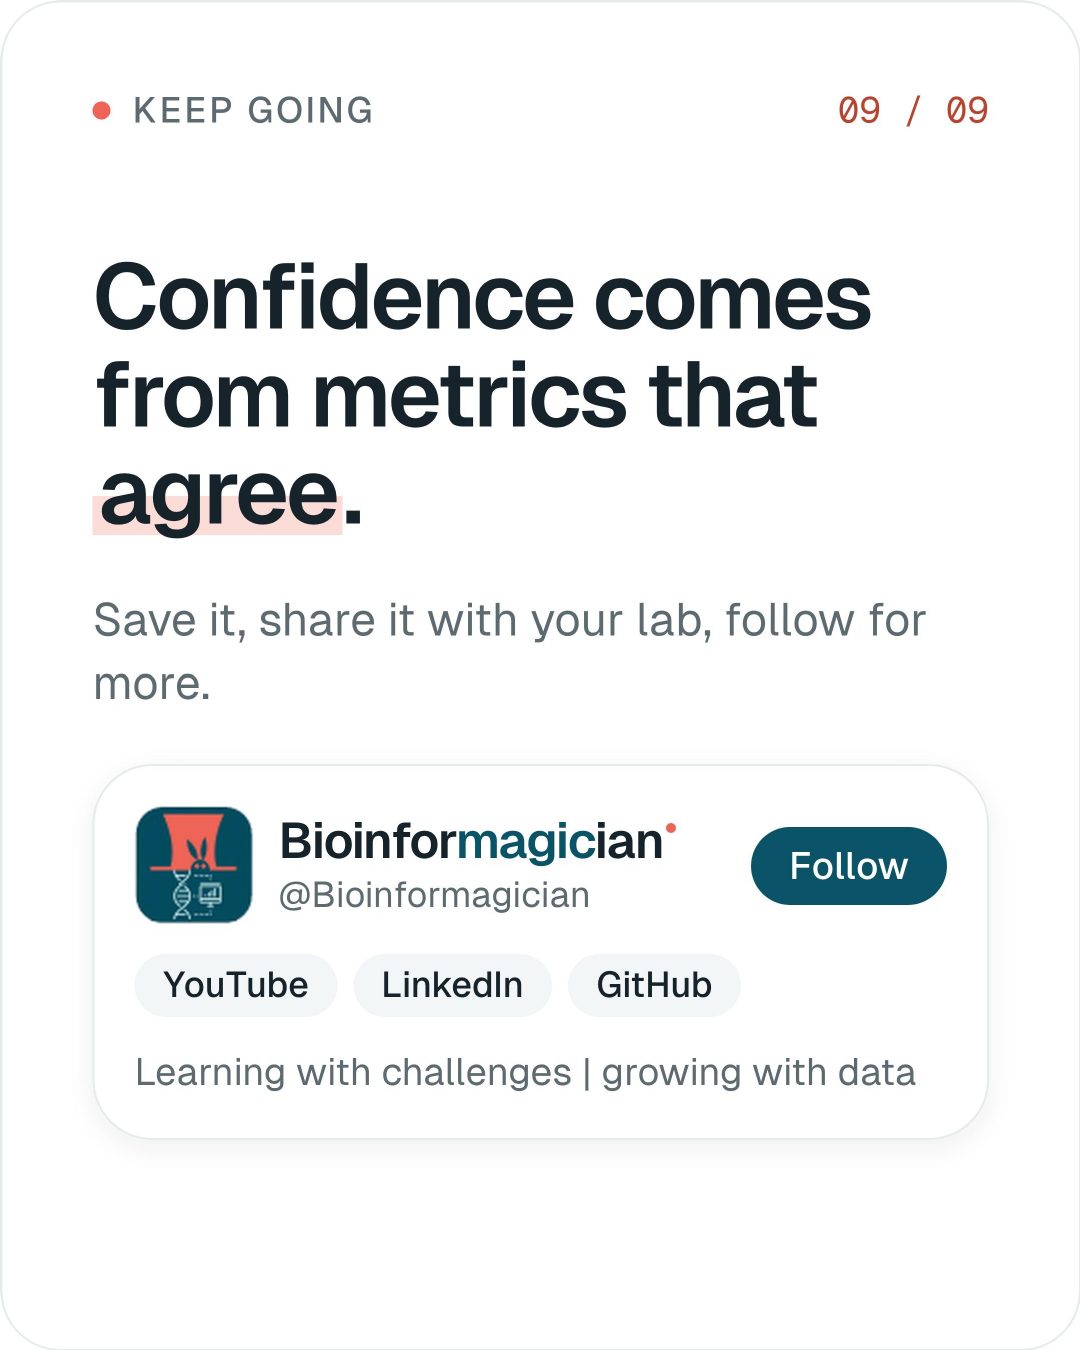 KEEP GOING
09 / 09
Confidence comes
from metrics that
agree.
Save it, share it with your lab, follow for
more.
Bioinformagician
@Bioinformagician
Follow
YouTube
LinkedIn
GitHub
Learning with challenges | growing with data